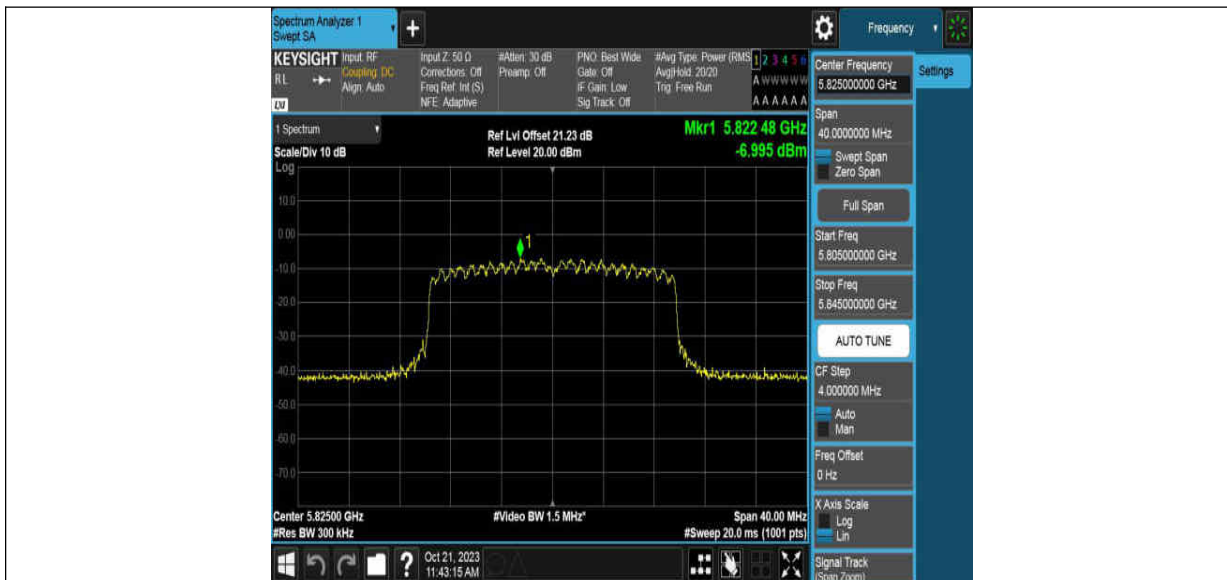 Spectrum Analyzer 1
Swept SA
Frequency
KEYSIGHT
RL
LXI
Input: RF
Coupling: DC
Align: Auto
Input Z: 50 Ω
Corrections: Off
Freq Ref: Int (S)
NFE: Adaptive
#Atten: 30 dB
Preamp: Off
PNO: Best Wide
Gate: Off
IF Gain: Low
Sig Track: Off
#Avg Type: Power (RMS
Avg|Hold: 20/20
Trig: Free Run
1 2 3 4 5 6
A W W W W W
A A A A A A
Center Frequency
5.825000000 GHz
Settings
1 Spectrum
Scale/Div 10 dB
Log
Ref Lvl Offset 21.23 dB
Ref Level 20.00 dBm
Mkr1 5.822 48 GHz
-6.995 dBm
Span
40.0000000 MHz
Swept Span
Zero Span
Full Span
Start Freq
5.805000000 GHz
Stop Freq
5.845000000 GHz
AUTO TUNE
CF Step
4.000000 MHz
Auto
Man
Freq Offset
0 Hz
X Axis Scale
Log
Lin
Signal Track
(Span Zoom)
10.0
0.00
-10.0
-20.0
-30.0
-40.0
-50.0
-60.0
-70.0
1
Center 5.82500 GHz
#Res BW 300 kHz
#Video BW 1.5 MHz*
Span 40.00 MHz
#Sweep 20.0 ms (1001 pts)
?
Oct 21, 2023
11:43:15 AM